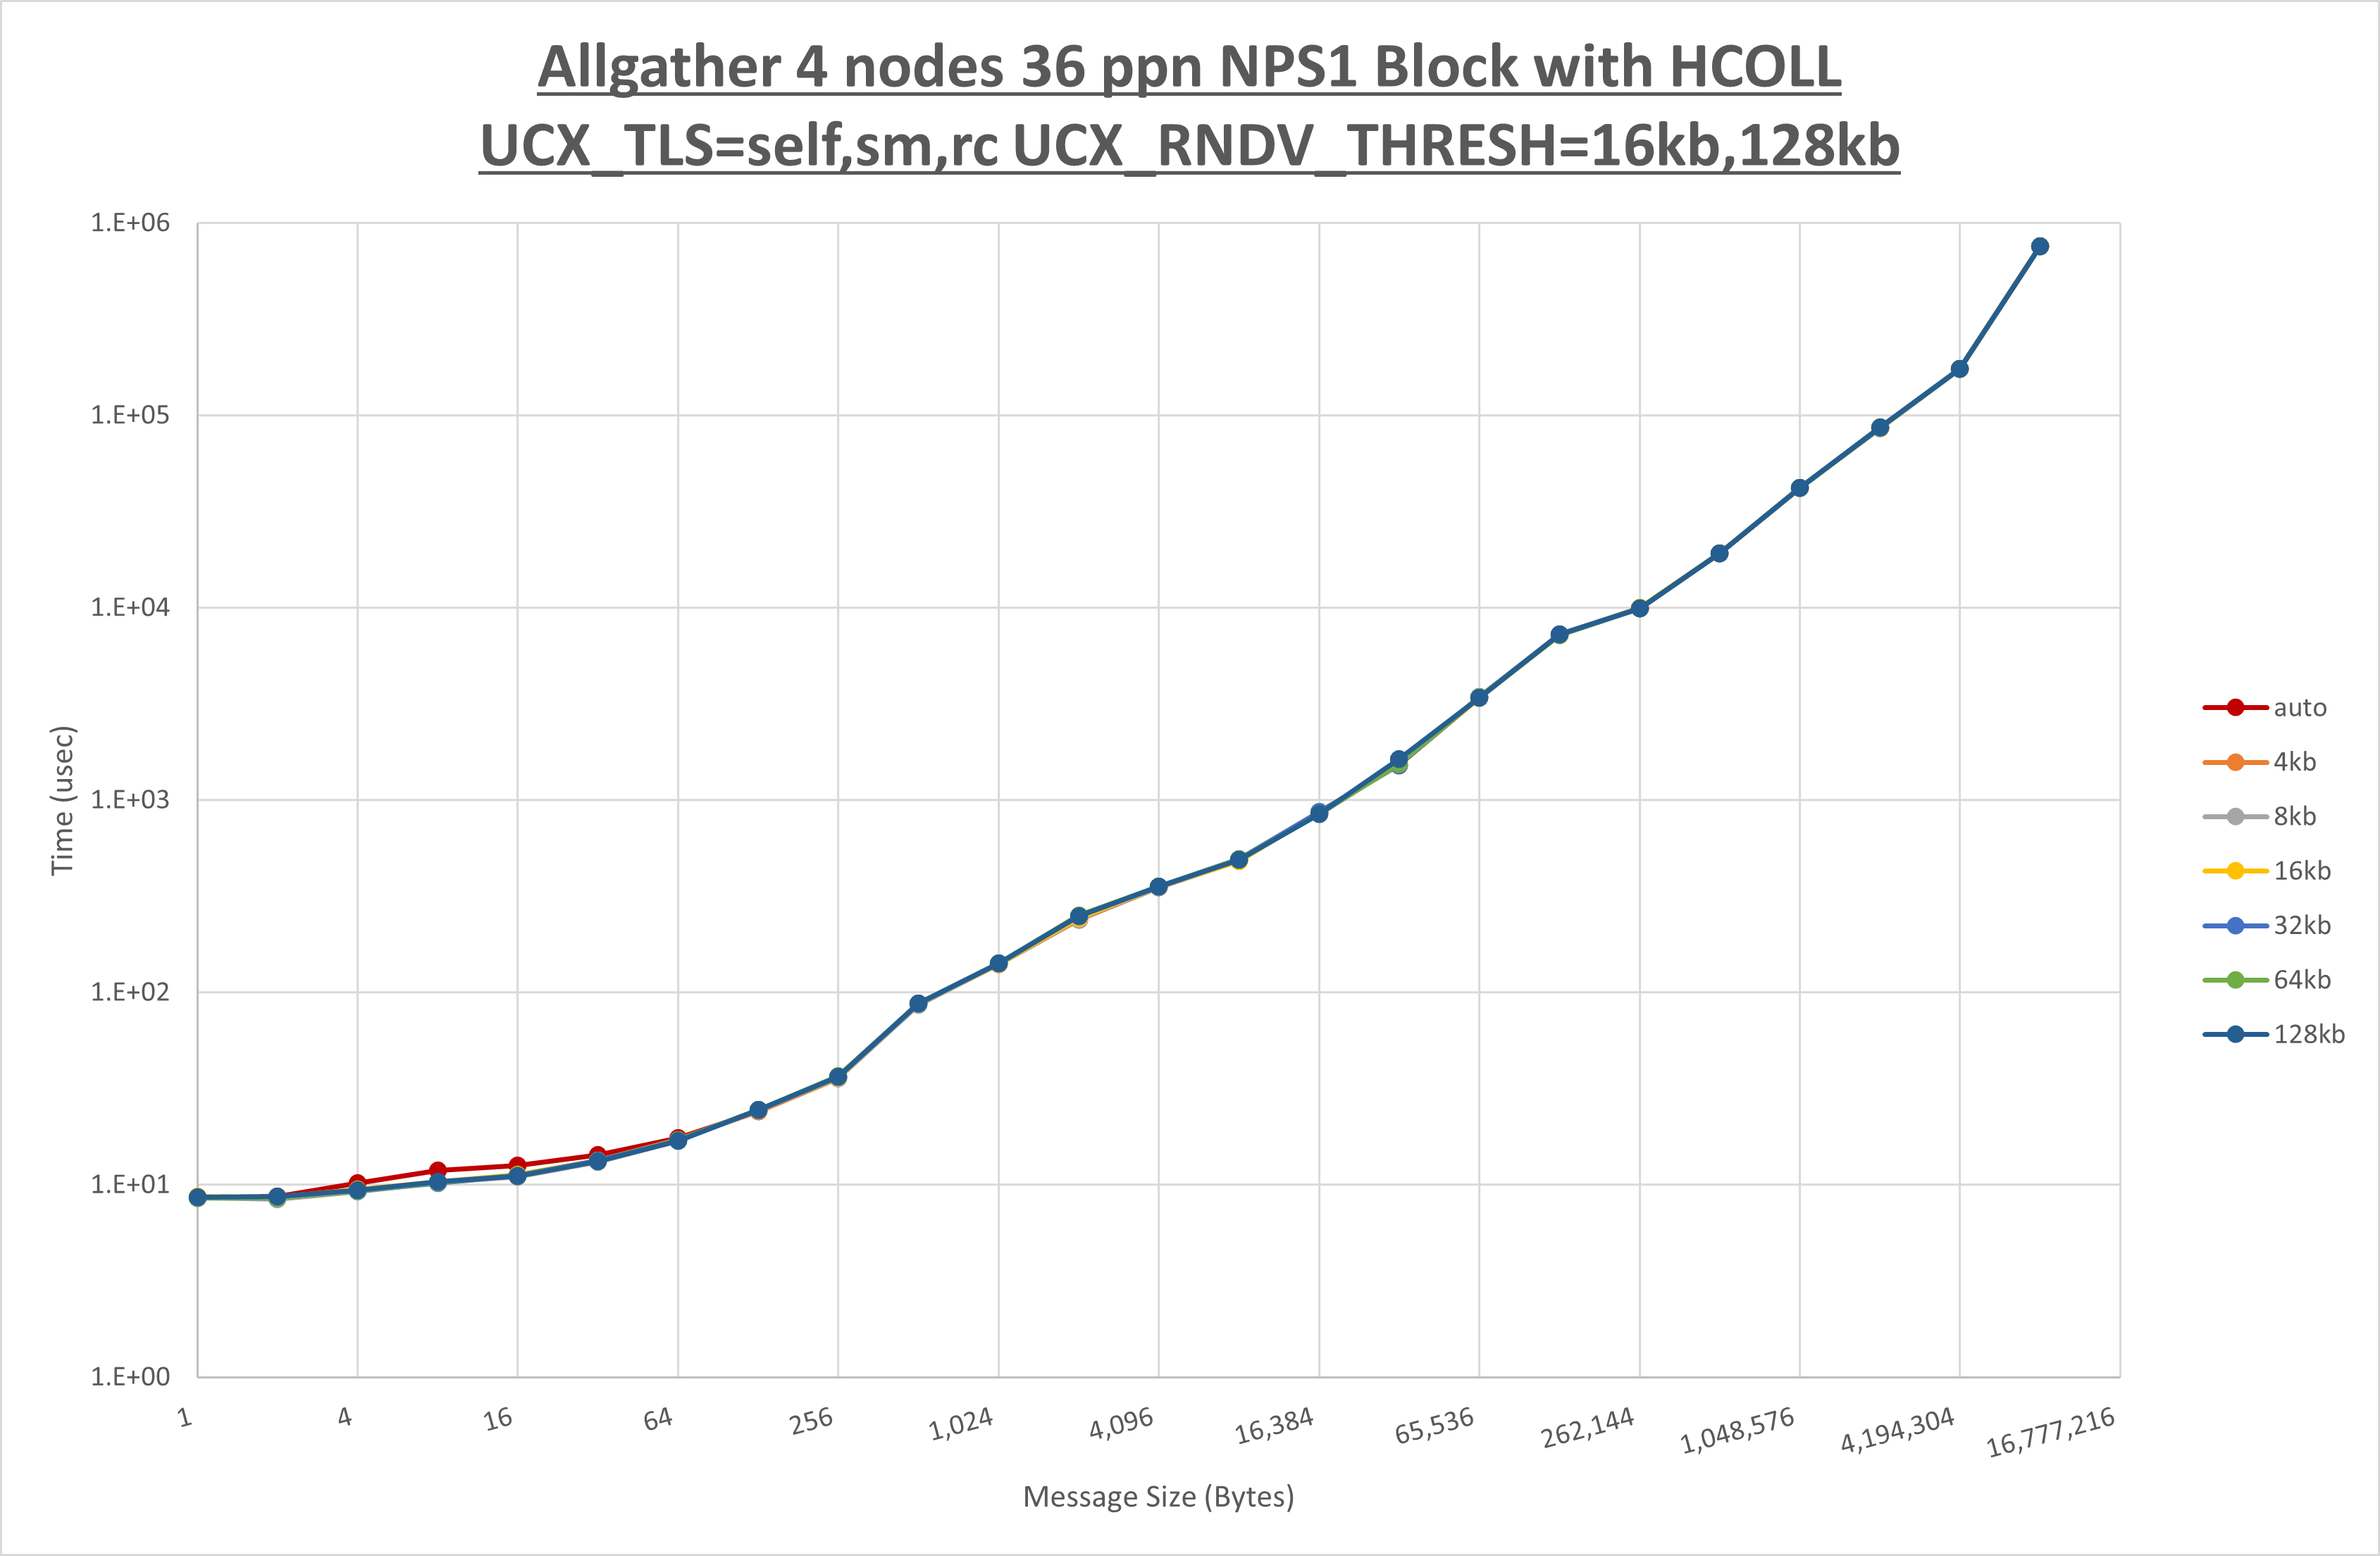 Allgather 4 nodes 36 ppn NPS1 Block with HCOLL
UCX_TLS=self,sm,rc UCX_RNDV_THRESH=16kb,128kb
1.E+06
1.E+05
1.E+04
1.E+03
1.E+02
1.E+01
1.E+00
Time (usec)
1
4
16
64
256
1,024
4,096
16,384
65,536
262,144
1,048,576
4,194,304
16,777,216
Message Size (Bytes)
auto
4kb
8kb
16kb
32kb
64kb
128kb